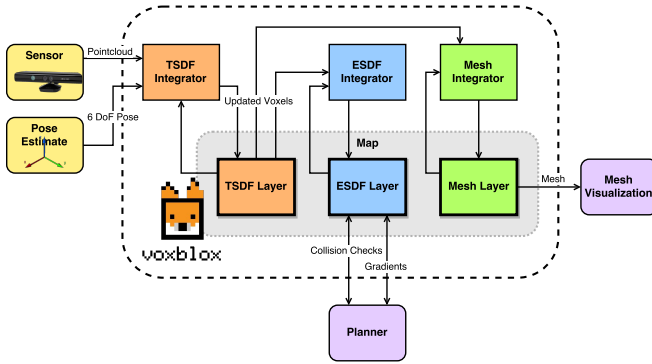 Sensor
Pointcloud
TSDF
Integrator
ESDF
Integrator
Mesh
Integrator
Updated Voxels
6 DoF Pose
Pose
Estimate
Map
TSDF Layer
ESDF Layer
Mesh Layer
Mesh
Mesh
Visualization
voxblox
Collision Checks
Gradients
Planner